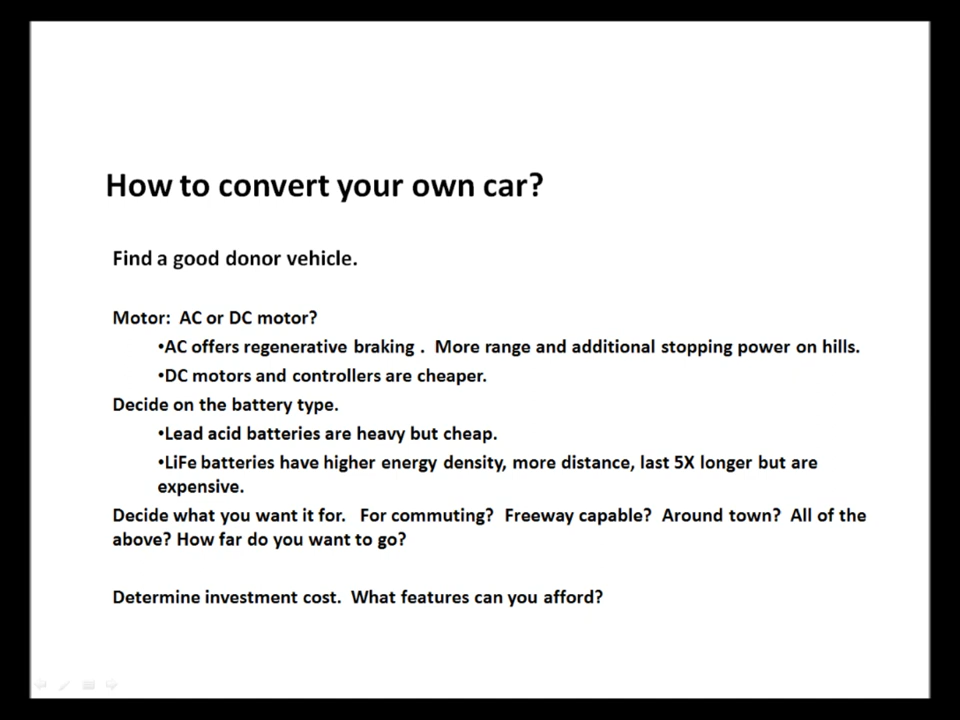 How to convert your own car?
Find a good donor vehicle.
Motor:  AC or DC motor?
•AC offers regenerative braking .  More range and additional stopping power on hills.
•DC motors and controllers are cheaper.
Decide on the battery type.
•Lead acid batteries are heavy but cheap.
•LiFe batteries have higher energy density, more distance, last 5X longer but are
expensive.
Decide what you want it for.   For commuting?  Freeway capable?  Around town?  All of the
above? How far do you want to go?
Determine investment cost.  What features can you afford?